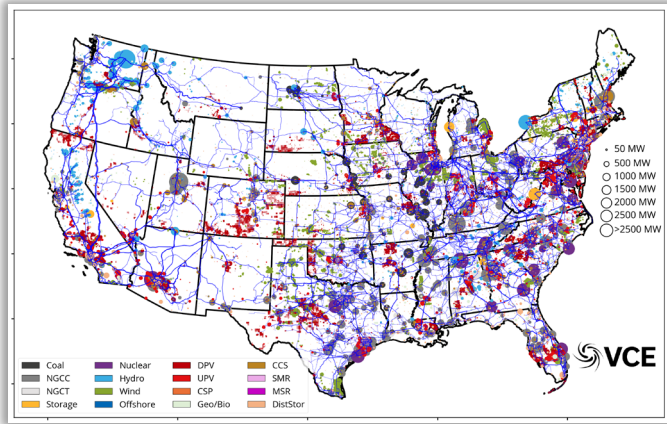 50 MW
500 MW
1000 MW
1500 MW
2000 MW
2500 MW
>2500 MW
VCE
Coal Nuclear DPV CCS
NGCC Hydro UPV SMR
NGCT Wind CSP MSR
Storage Offshore Geo/Bio DistStor